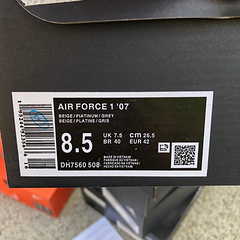 AIR FORCE 1 '07
BEIGE/PIATINUM/GREY
BEIGE/PLATINE/GRIS
8.5
UK 7.5 cm 26.5
BR 40 EUR 42
DH7560 508
MADE IN VIETNAM